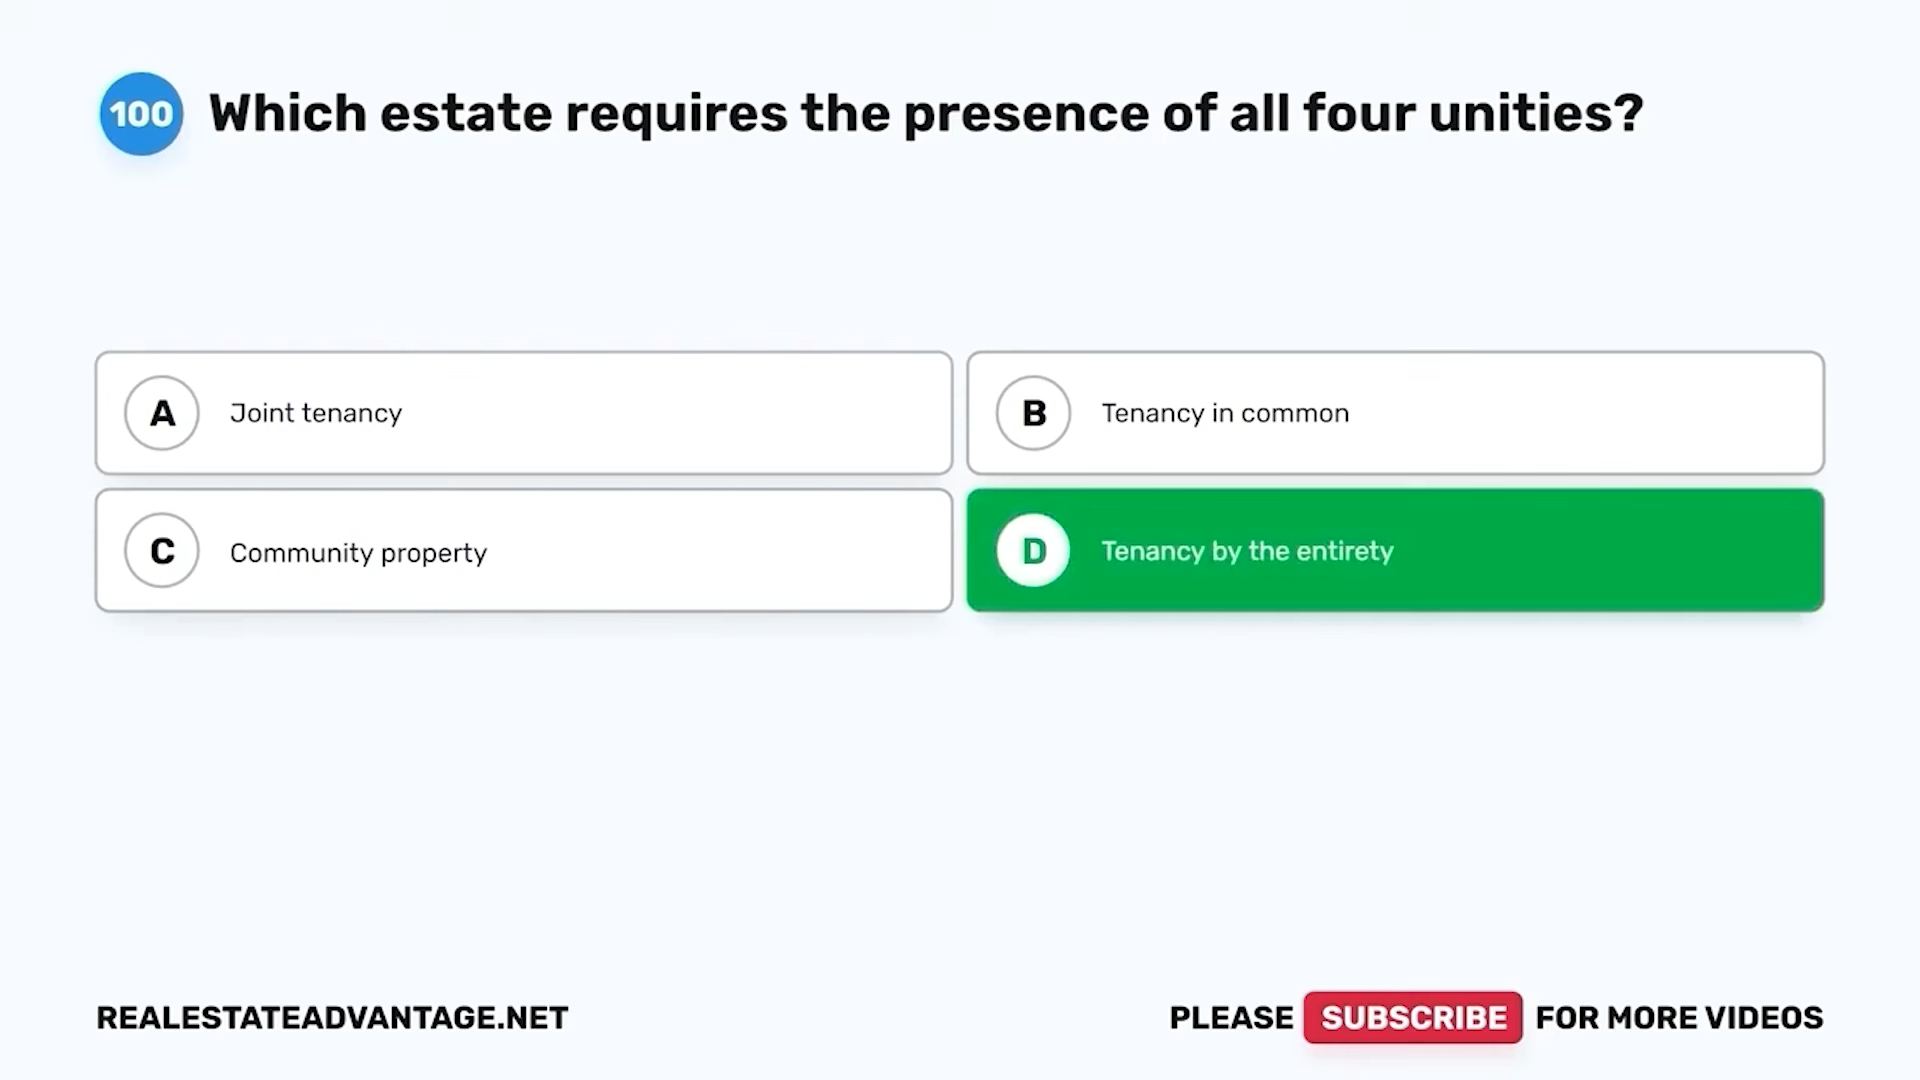 100 Which estate requires the presence of all four unities?
A Joint tenancy
B Tenancy in common
C Community property
D Tenancy by the entirety
REALESTATEADVANTAGE.NET
PLEASE SUBSCRIBE FOR MORE VIDEOS